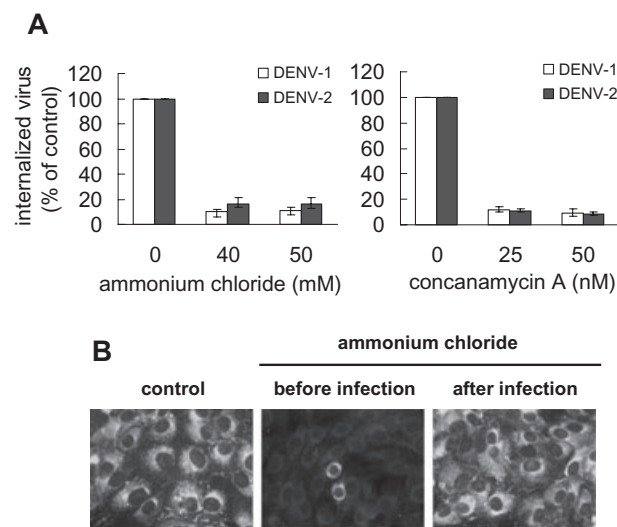 A
internalized virus
(% of control)
120
100
80
60
40
20
0
DENV-1
DENV-2
0 40 50
ammonium chloride (mM)
120
100
80
60
40
20
0
DENV-1
DENV-2
0 25 50
concanamycin A (nM)
B
ammonium chloride
control before infection after infection